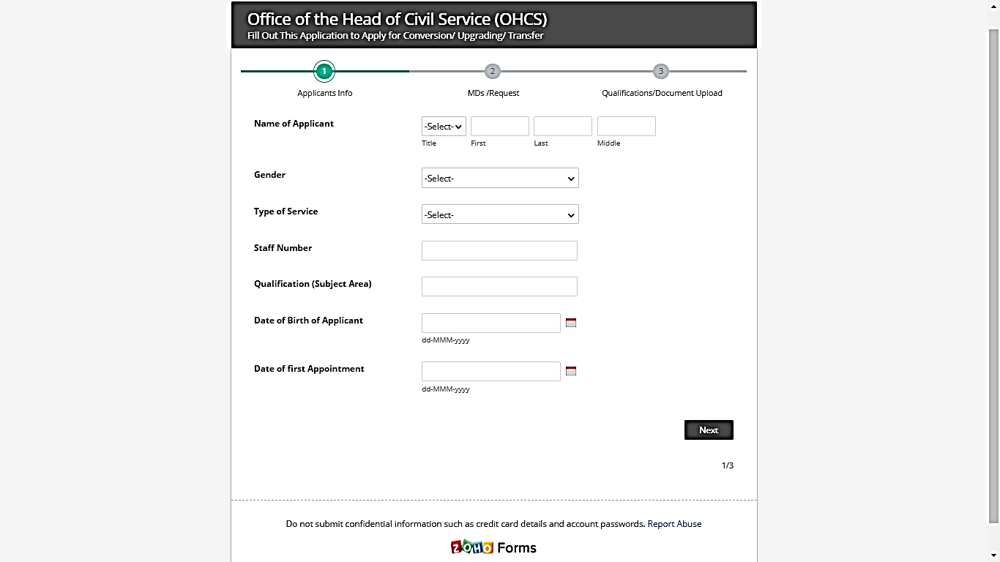 Office of the Head of Civil Service (OHCS)
Fill Out This Application to Apply for Conversion/ Upgrading/ Transfer
1 2 3
Applicants Info MDs /Request Qualifications/Document Upload
Name of Applicant -Select-
Title First Last Middle
Gender -Select-
Type of Service -Select-
Staff Number
Qualification (Subject Area)
Date of Birth of Applicant
dd-MMM-yyyy
Date of first Appointment
dd-MMM-yyyy
Next
1/3
Do not submit confidential information such as credit card details and account passwords. Report Abuse
ZOHO Forms